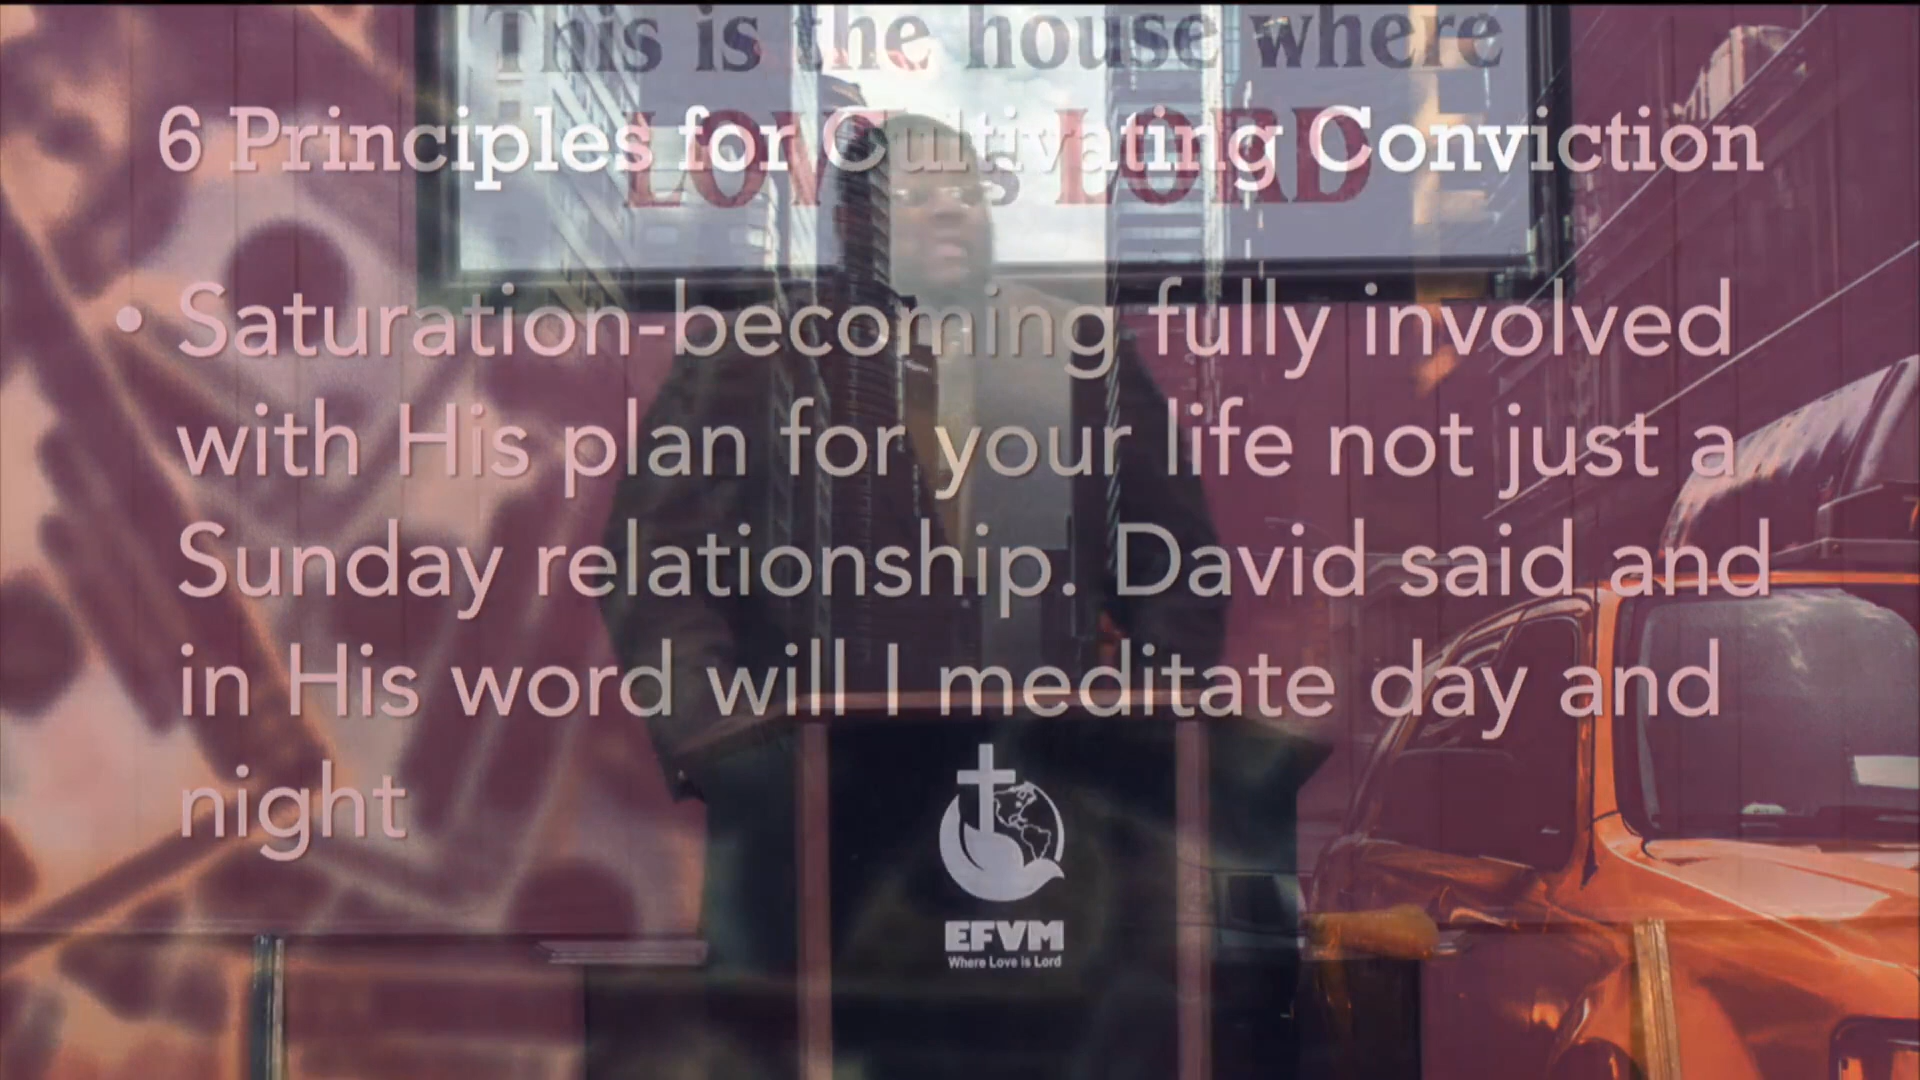 This is the house where
LOVE is LORD
6 Principles for Cultivating Conviction
• Saturation-becoming fully involved
with His plan for your life not just a
Sunday relationship. David said and
in His word will I meditate day and
night
EFVM
Where Love is Lord